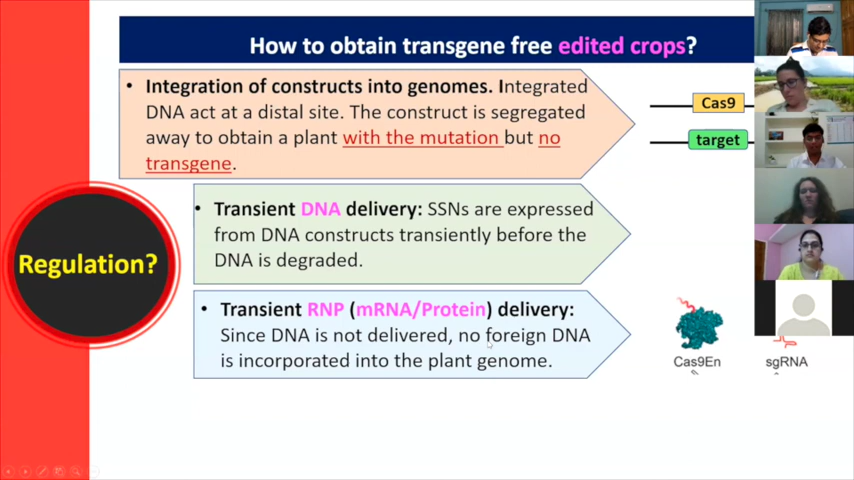 How to obtain transgene free edited crops?
• Integration of constructs into genomes. Integrated
DNA act at a distal site. The construct is segregated
away to obtain a plant with the mutation but no
transgene.
Cas9
target
• Transient DNA delivery: SSNs are expressed
from DNA constructs transiently before the
DNA is degraded.
Regulation?
• Transient RNP (mRNA/Protein) delivery:
Since DNA is not delivered, no foreign DNA
is incorporated into the plant genome.
Cas9En
sgRNA